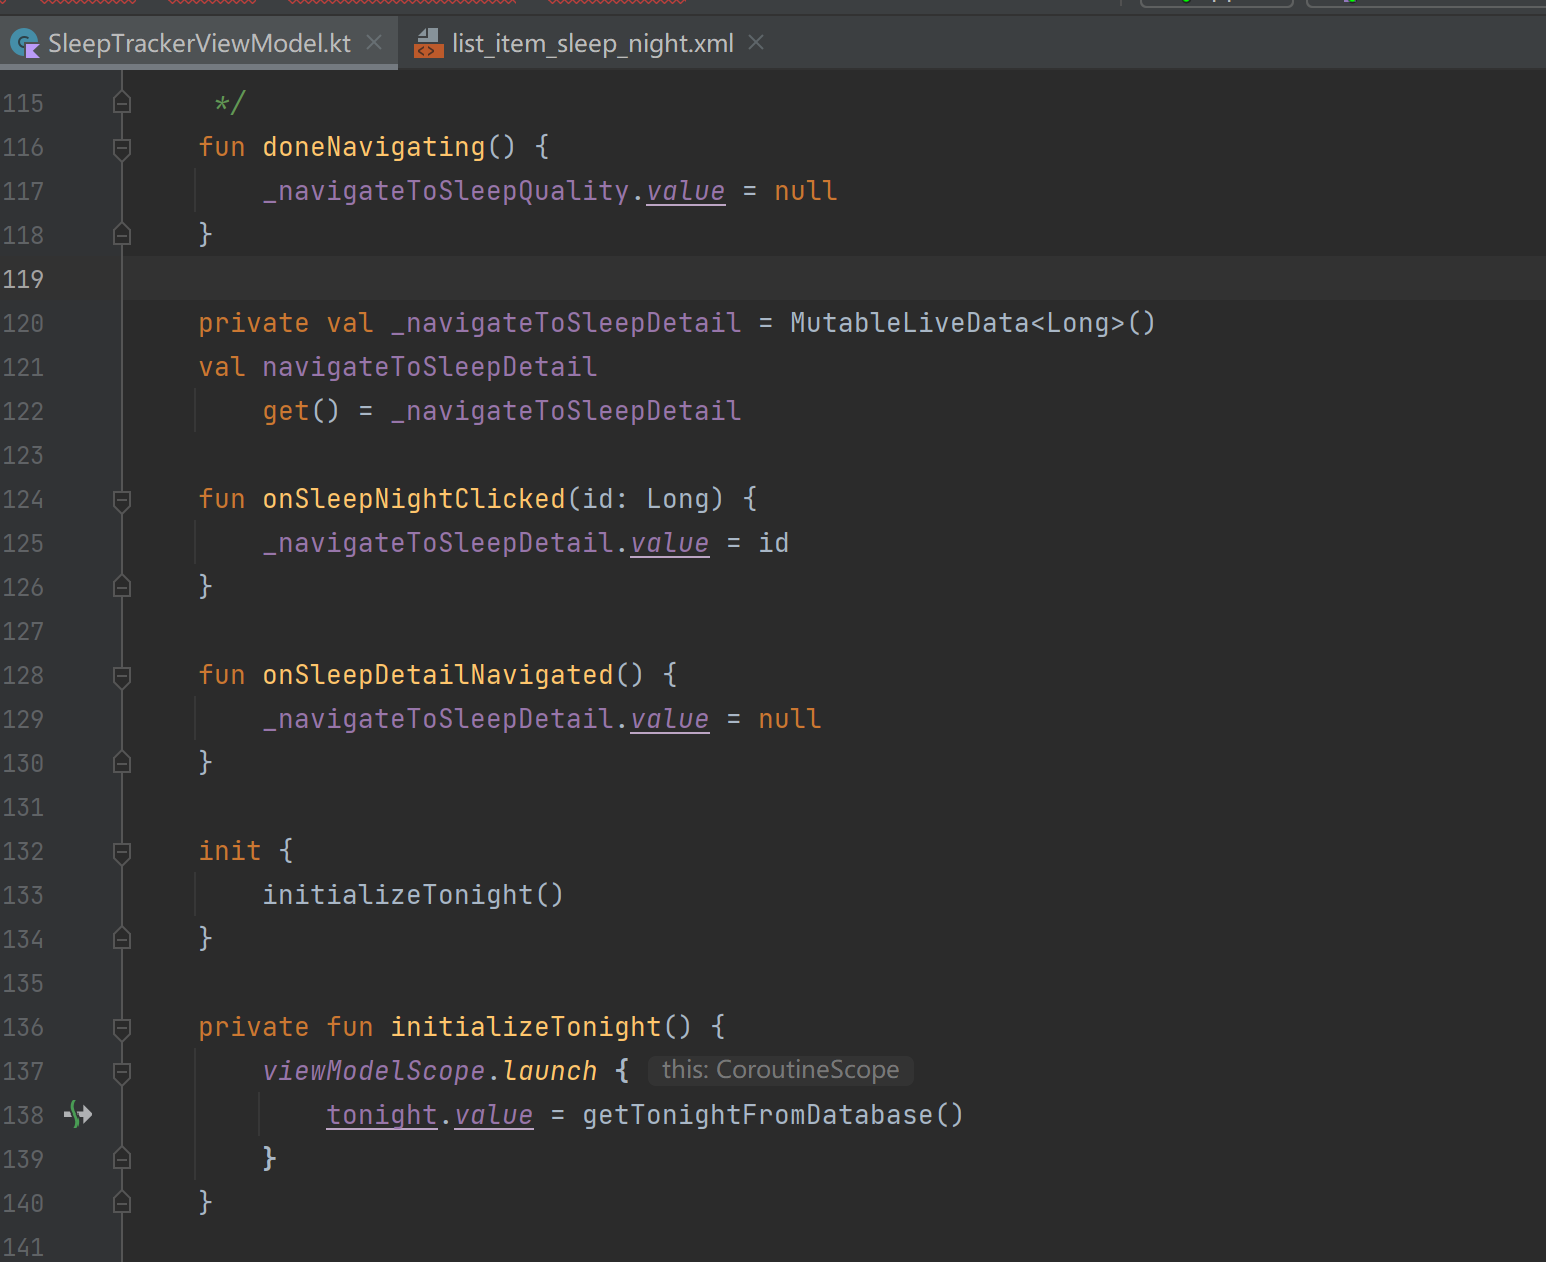 SleepTrackerViewModel.kt list_item_sleep_night.xml
115 */
116 fun doneNavigating() {
117 _navigateToSleepQuality.value = null
118 }
119
120 private val _navigateToSleepDetail = MutableLiveData<Long>()
121 val navigateToSleepDetail
122 get() = _navigateToSleepDetail
123
124 fun onSleepNightClicked(id: Long) {
125 _navigateToSleepDetail.value = id
126 }
127
128 fun onSleepDetailNavigated() {
129 _navigateToSleepDetail.value = null
130 }
131
132 init {
133 initializeTonight()
134 }
135
136 private fun initializeTonight() {
137 viewModelScope.launch { this: CoroutineScope
138 tonight.value = getTonightFromDatabase()
139 }
140 }
141